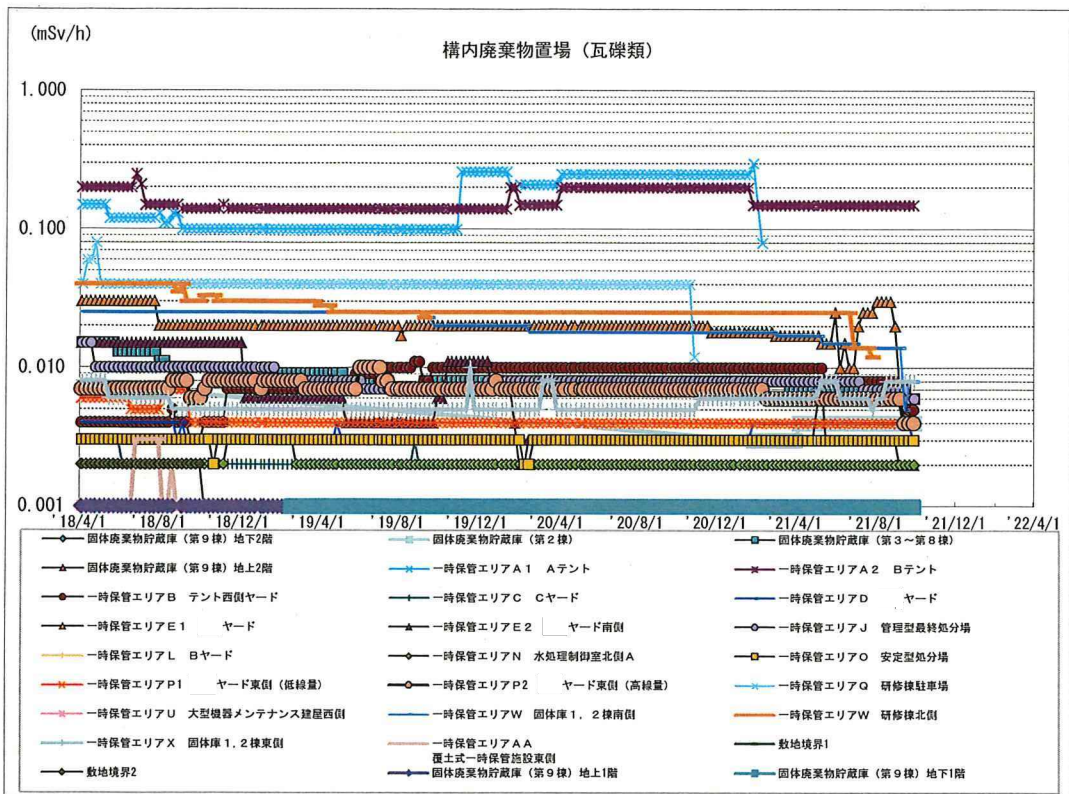 (mSv/h)
構内廃棄物置場（瓦礫類）
1.000
0.100
0.010
0.001
'18/4/1 '18/8/1 '18/12/1 '19/4/1 '19/8/1 '19/12/1 '20/4/1 '20/8/1 '20/12/1 '21/4/1 '21/8/1 '21/12/1 '22/4/1
固体廃棄物貯蔵庫（第９棟）地下2階 固体廃棄物貯蔵庫（第２棟） 固体廃棄物貯蔵庫（第３～第８棟）
固体廃棄物貯蔵庫（第９棟）地上2階 一時保管エリアＡ１　Ａテント 一時保管エリアＡ２　Ｂテント
一時保管エリアＢ　テント西側ヤード 一時保管エリアＣ　Ｃヤード 一時保管エリアＤ　　ヤード
一時保管エリアＥ１　　ヤード 一時保管エリアＥ２　　ヤード南側 一時保管エリアＪ　管理型最終処分場
一時保管エリアＬ　Ｂヤード 一時保管エリアＮ　水処理制御室北側Ａ 一時保管エリアＯ　安定型処分場
一時保管エリアＰ１　　ヤード東側（低線量） 一時保管エリアＰ２　　ヤード東側（高線量） 一時保管エリアＱ　研修棟駐車場
一時保管エリアＵ　大型機器メンテナンス建屋西側 一時保管エリアＷ　固体庫１,２棟南側 一時保管エリアＷ　研修棟北側
一時保管エリアＸ　固体庫１,２棟東側 一時保管エリアＡＡ 敷地境界1
覆土式一時保管施設東側
敷地境界2 固体廃棄物貯蔵庫（第９棟）地上1階 固体廃棄物貯蔵庫（第９棟）地下1階